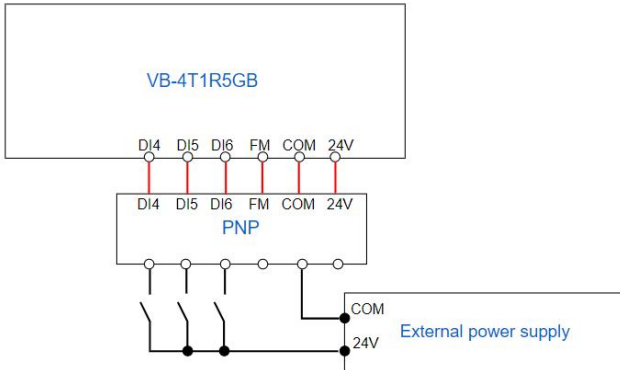 VB-4T1R5GB
DI4 DI5 DI6 FM COM 24V
DI4 DI5 DI6 FM COM 24V
PNP
COM
External power supply
24V